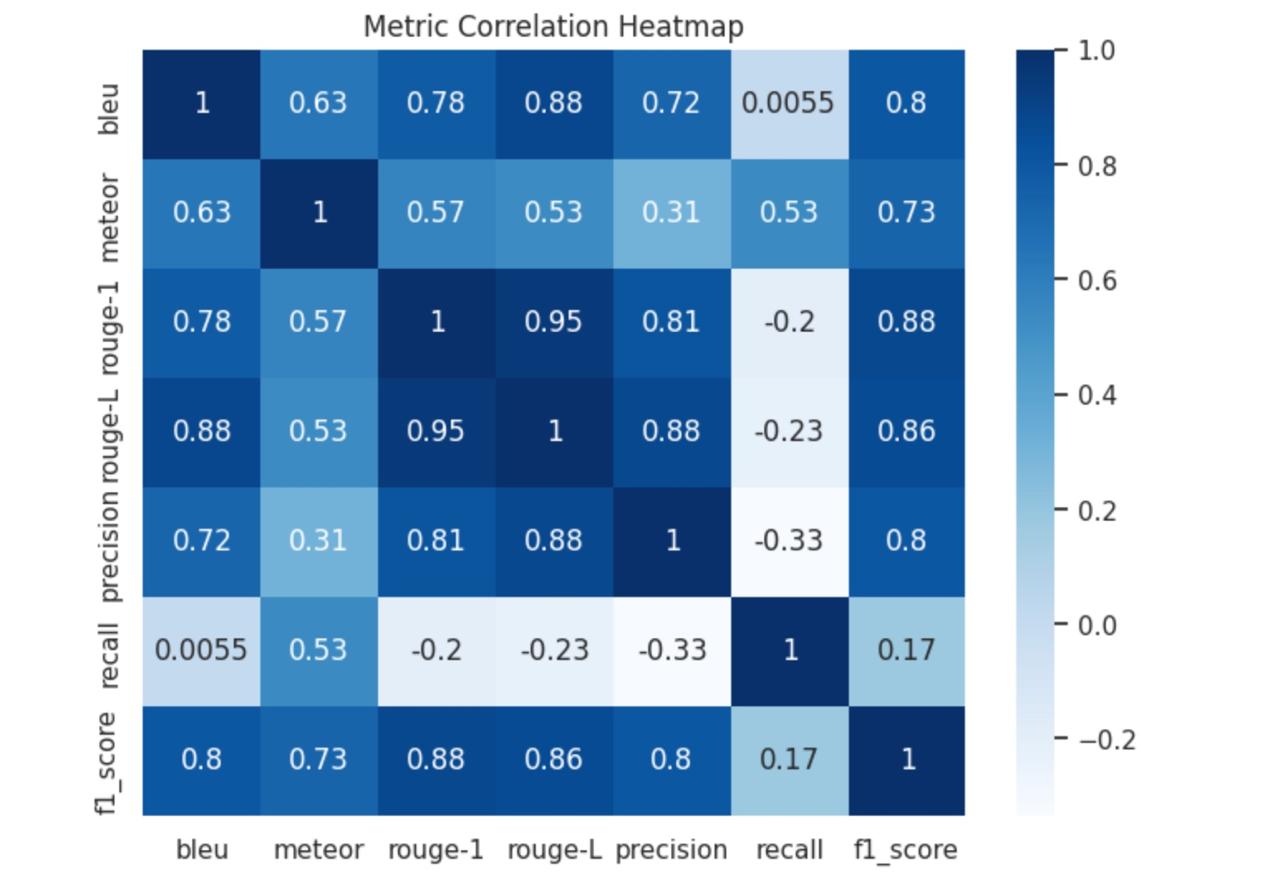 Metric Correlation Heatmap
bleu 1 0.63 0.78 0.88 0.72 0.0055 0.8
meteor 0.63 1 0.57 0.53 0.31 0.53 0.73
rouge-1 0.78 0.57 1 0.95 0.81 -0.2 0.88
rouge-L 0.88 0.53 0.95 1 0.88 -0.23 0.86
precision 0.72 0.31 0.81 0.88 1 -0.33 0.8
recall 0.0055 0.53 -0.2 -0.23 -0.33 1 0.17
f1_score 0.8 0.73 0.88 0.86 0.8 0.17 1
bleu meteor rouge-1 rouge-L precision recall f1_score
1.0
0.8
0.6
0.4
0.2
0.0
−0.2